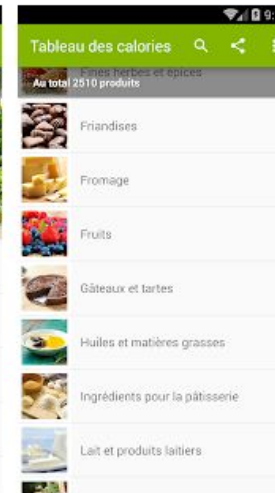 9:
Tableau des calories
Fines herbes et épices
Au total 2510 produits
Friandises
Fromage
Fruits
Gâteaux et tartes
Huiles et matières grasses
Ingrédients pour la pâtisserie
Lait et produits laitiers